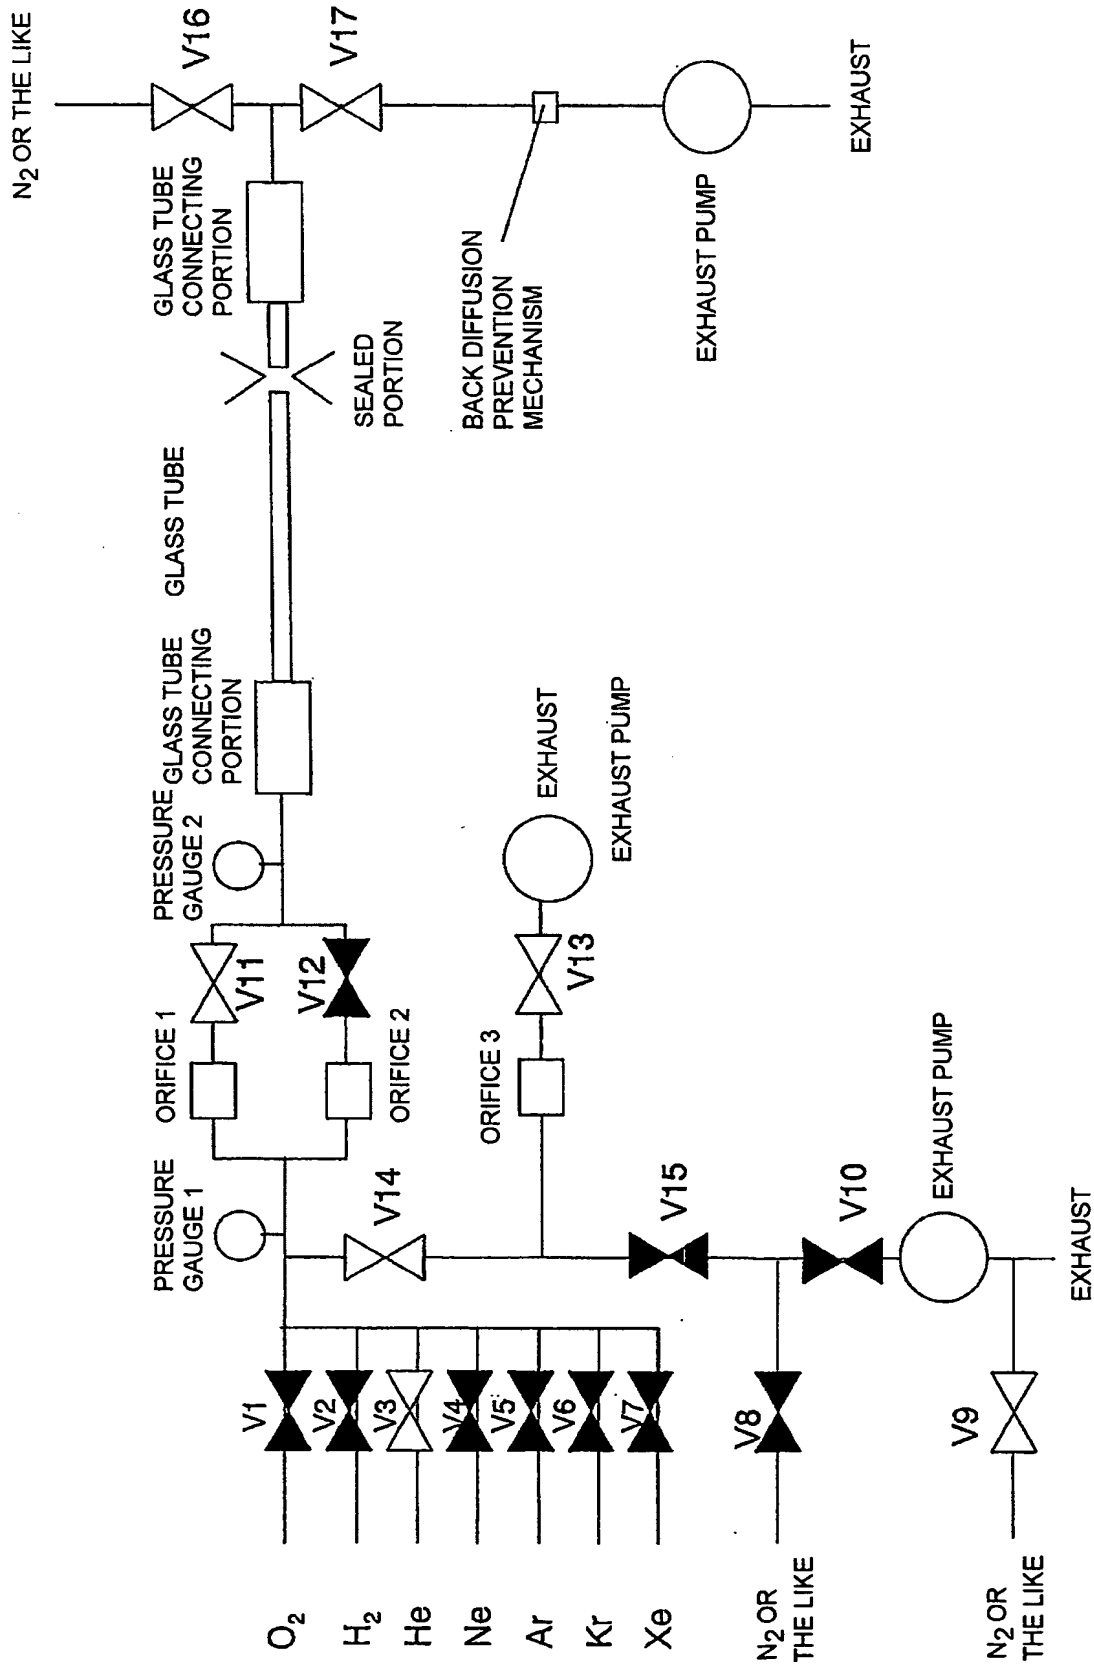 O2
H2
He
Ne
Ar
Kr
Xe
N2 OR
THE LIKE
N2 OR
THE LIKE
V1
V2
V3
V4
V5
V6
V7
V8
V9
PRESSURE
GAUGE 1
V14
V15
V10
EXHAUST PUMP
EXHAUST
ORIFICE 1
ORIFICE 2
ORIFICE 3
V11
V12
V13
PRESSURE
GAUGE 2
EXHAUST
EXHAUST PUMP
GLASS TUBE
CONNECTING
PORTION
GLASS TUBE
SEALED
PORTION
GLASS TUBE
CONNECTING
PORTION
BACK DIFFUSION
PREVENTION
MECHANISM
N2 OR THE LIKE
V16
V17
EXHAUST PUMP
EXHAUST